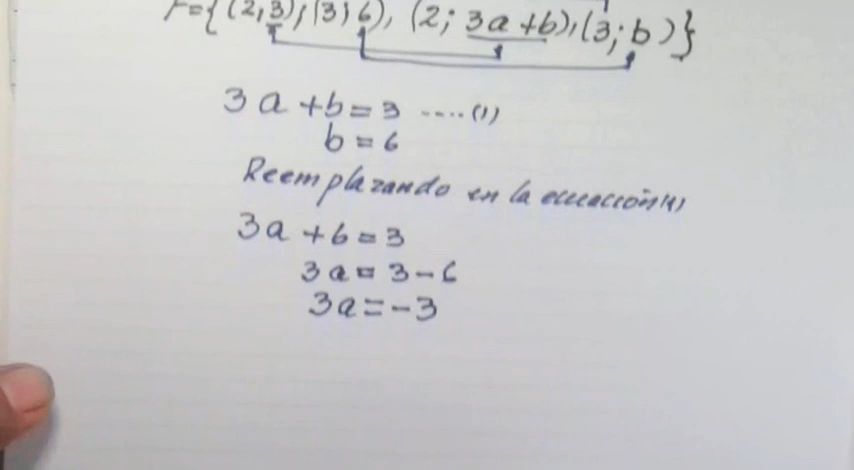 F={(2,3),(3;6),(2; 3a+b),(3;b)}
3a+b=3 ....(1)
b=6
Reemplazando en la ecuación(1)
3a+6=3
3a=3-6
3a=-3